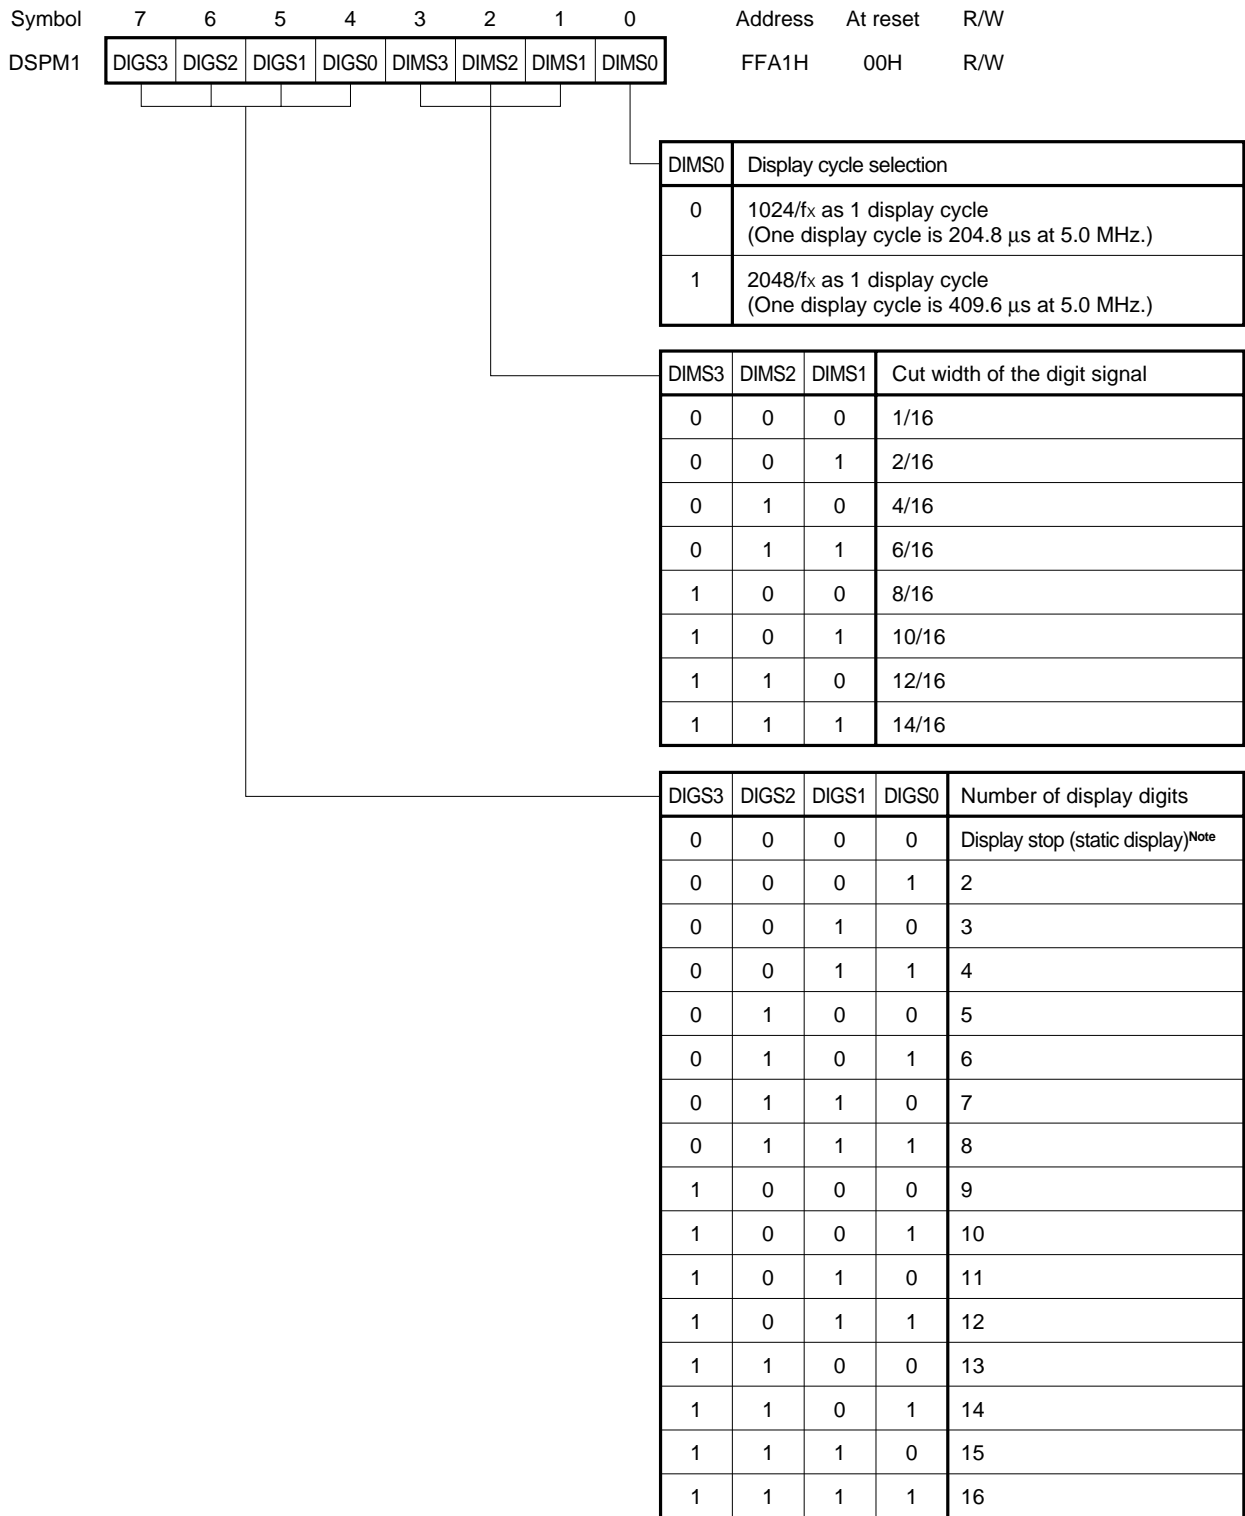 Symbol 7 6 5 4 3 2 1 0 Address At reset R/W
DSPM1 DIGS3 DIGS2 DIGS1 DIGS0 DIMS3 DIMS2 DIMS1 DIMS0 FFA1H 00H R/W
DIMS0 Display cycle selection
0 1024/fx as 1 display cycle
(One display cycle is 204.8 μs at 5.0 MHz.)
1 2048/fx as 1 display cycle
(One display cycle is 409.6 μs at 5.0 MHz.)
DIMS3 DIMS2 DIMS1 Cut width of the digit signal
0 0 0 1/16
0 0 1 2/16
0 1 0 4/16
0 1 1 6/16
1 0 0 8/16
1 0 1 10/16
1 1 0 12/16
1 1 1 14/16
DIGS3 DIGS2 DIGS1 DIGS0 Number of display digits
0 0 0 0 Display stop (static display)Note
0 0 0 1 2
0 0 1 0 3
0 0 1 1 4
0 1 0 0 5
0 1 0 1 6
0 1 1 0 7
0 1 1 1 8
1 0 0 0 9
1 0 0 1 10
1 0 1 0 11
1 0 1 1 12
1 1 0 0 13
1 1 0 1 14
1 1 1 0 15
1 1 1 1 16